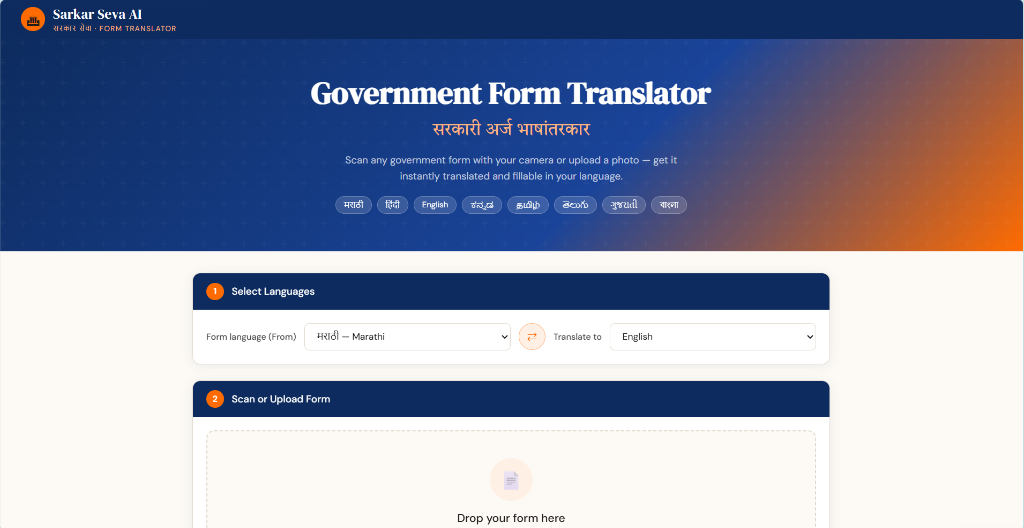 Sarkar Seva AI
सरकार सेवा · FORM TRANSLATOR
Government Form Translator
सरकारी अर्ज भाषांतरकार
Scan any government form with your camera or upload a photo — get it
instantly translated and fillable in your language.
मराठी हिंदी English ಕನ್ನಡ தமிழ் తెలుగు ગુજરાતી বাংলা
1 Select Languages
Form language (From) मराठी — Marathi ⇄ Translate to English
2 Scan or Upload Form
Drop your form here